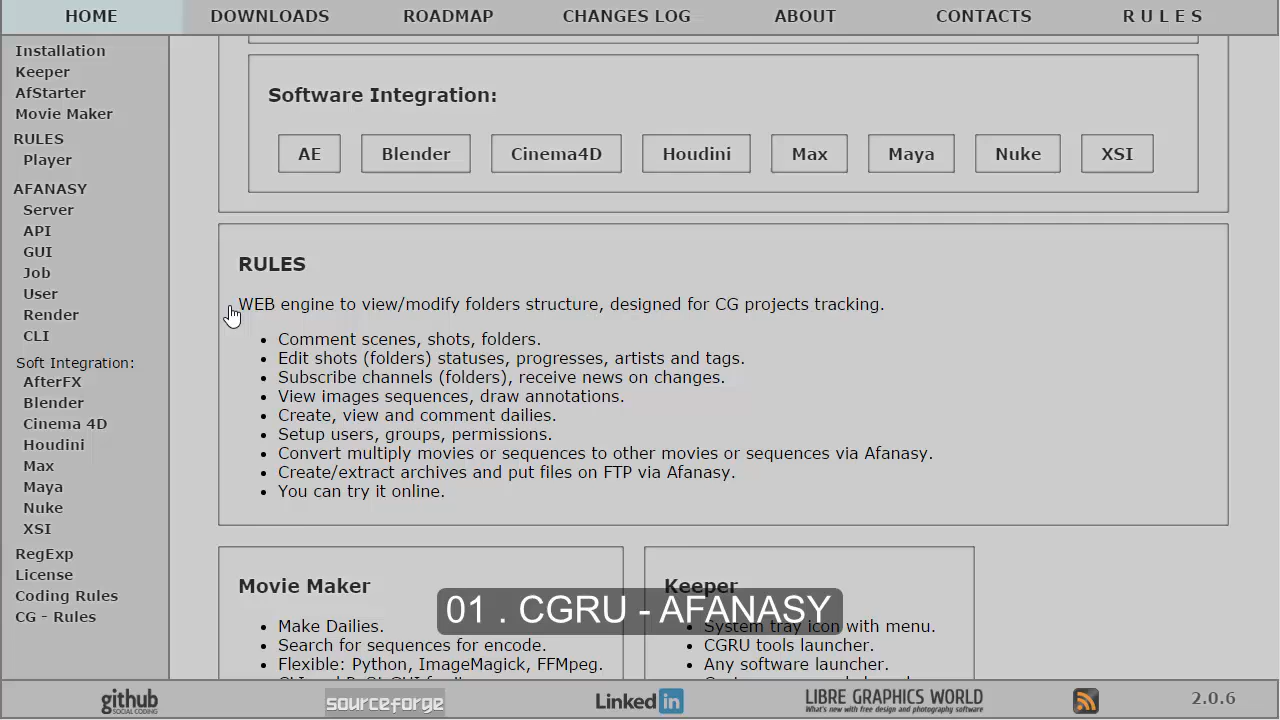 HOME DOWNLOADS ROADMAP CHANGES LOG ABOUT CONTACTS R U L E S
Installation
Keeper
AfStarter
Movie Maker
RULES
Player
AFANASY
Server
API
GUI
Job
User
Render
CLI
Soft Integration:
AfterFX
Blender
Cinema 4D
Houdini
Max
Maya
Nuke
XSI
RegExp
License
Coding Rules
CG - Rules
Software Integration:
AE Blender Cinema4D Houdini Max Maya Nuke XSI
RULES
WEB engine to view/modify folders structure, designed for CG projects tracking.
Comment scenes, shots, folders.
Edit shots (folders) statuses, progresses, artists and tags.
Subscribe channels (folders), receive news on changes.
View images sequences, draw annotations.
Create, view and comment dailies.
Setup users, groups, permissions.
Convert multiply movies or sequences to other movies or sequences via Afanasy.
Create/extract archives and put files on FTP via Afanasy.
You can try it online.
Movie Maker
Make Dailies.
Search for sequences for encode.
Flexible: Python, ImageMagick, FFMpeg.
Keeper
System tray icon with menu.
CGRU tools launcher.
Any software launcher.
01 . CGRU - AFANASY
github
SOCIAL CODING
sourceforge
Linked in
LIBRE GRAPHICS WORLD
What's new with free design and photography software
2.0.6